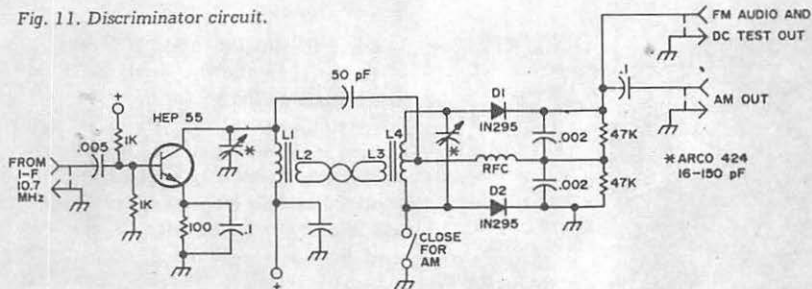 Fig. 11. Discriminator circuit.
FM AUDIO AND
DC TEST OUT
50 pF
D1
.1
AM OUT
+
HEP 55
1N295
1K
.005
L1
L2
L3
L4
.002
47K
FROM
I-F
10.7
MHz
*
*
RFC
* ARCO 424
16-150 pF
.002
47K
1K
D2
1N295
100
.1
CLOSE
FOR
AM
+